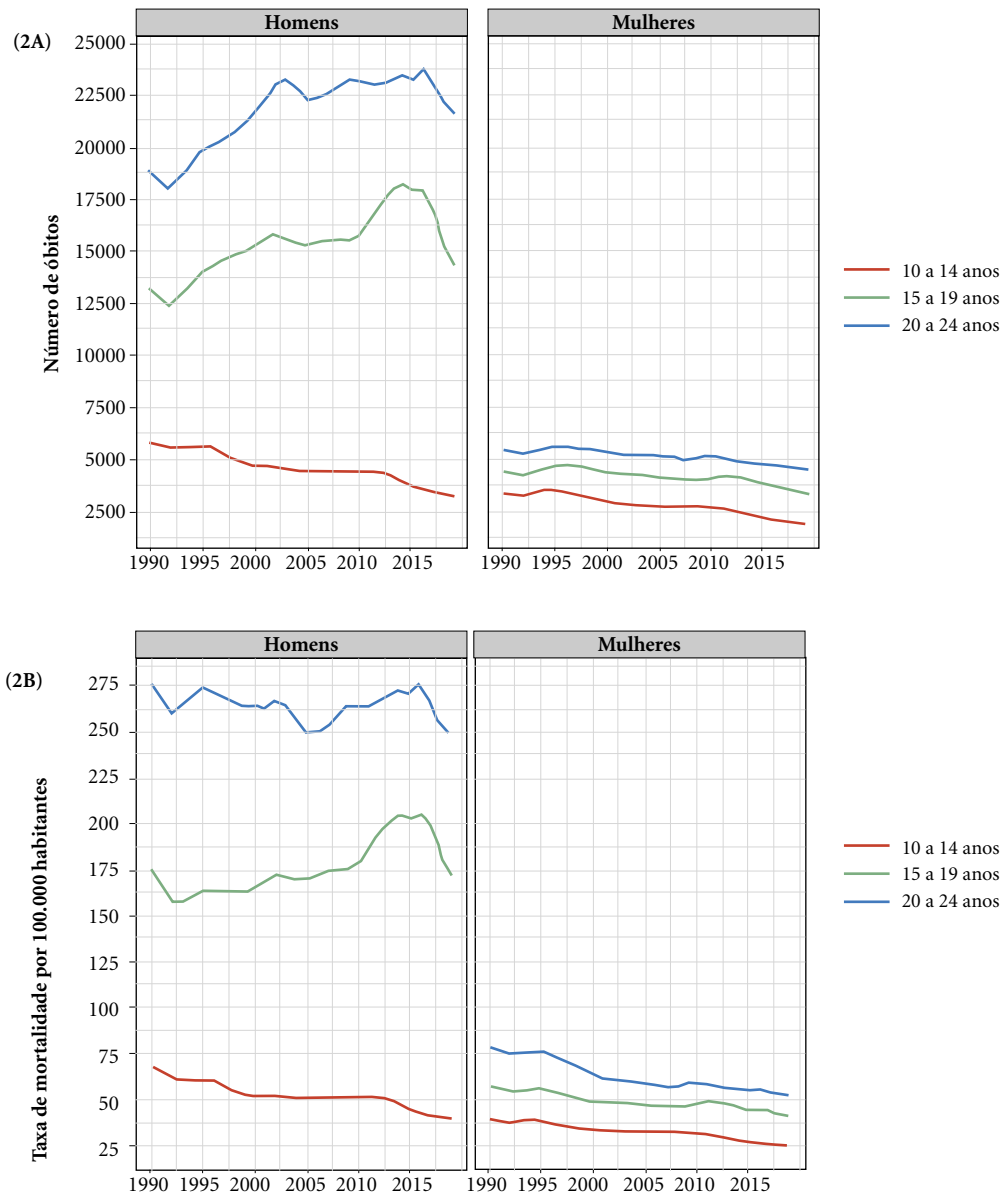 (2A)
Homens
Mulheres
Número de óbitos
25000
22500
20000
17500
15000
12500
10000
7500
5000
2500
1990 1995 2000 2005 2010 2015
1990 1995 2000 2005 2010 2015
10 a 14 anos
15 a 19 anos
20 a 24 anos
(2B)
Homens
Mulheres
Taxa de mortalidade por 100.000 habitantes
275
250
225
200
175
150
125
100
75
50
25
1990 1995 2000 2005 2010 2015
1990 1995 2000 2005 2010 2015
10 a 14 anos
15 a 19 anos
20 a 24 anos